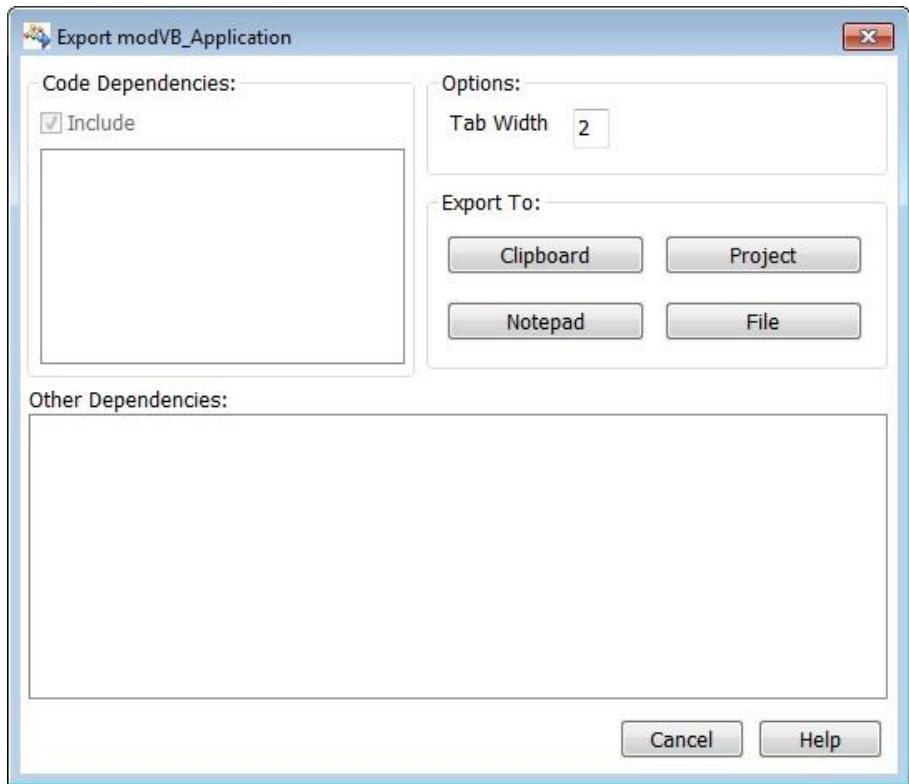 Export modVB_Application
Code Dependencies:
Include
Options:
Tab Width 2
Export To:
Clipboard Project
Notepad File
Other Dependencies:
Cancel Help